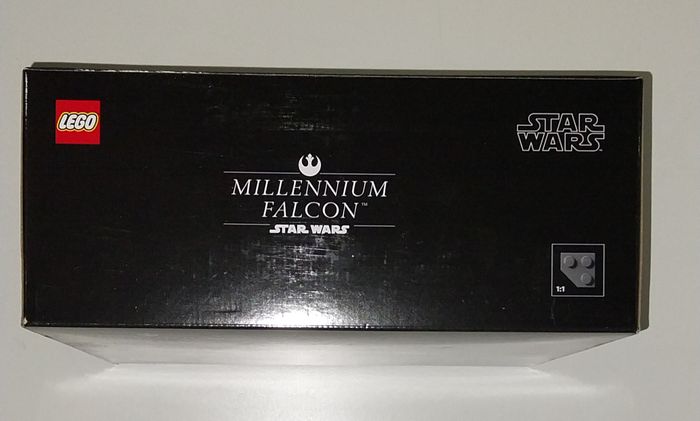 LEGO
STAR
WARS
MILLENNIUM
FALCON™
STAR WARS
1:1